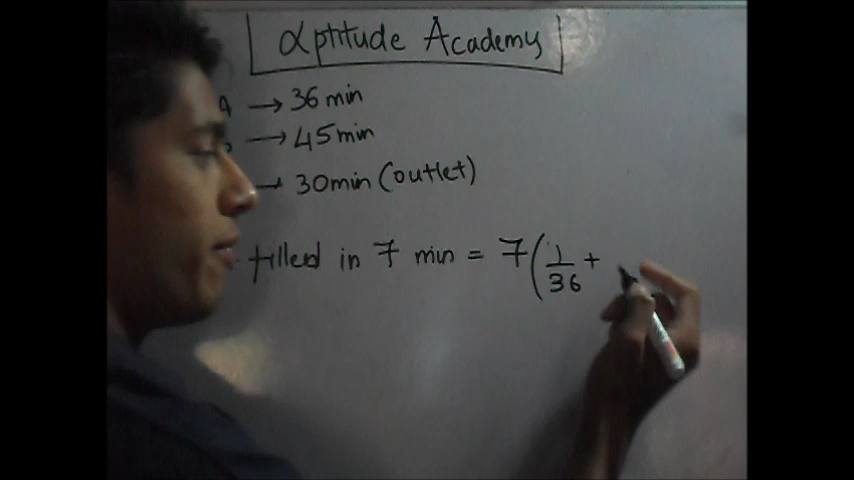 αptitude Academy
A → 36 min
→ 45 min
→ 30 min (outlet)
filled in 7 min = 7 ( 1/36 +